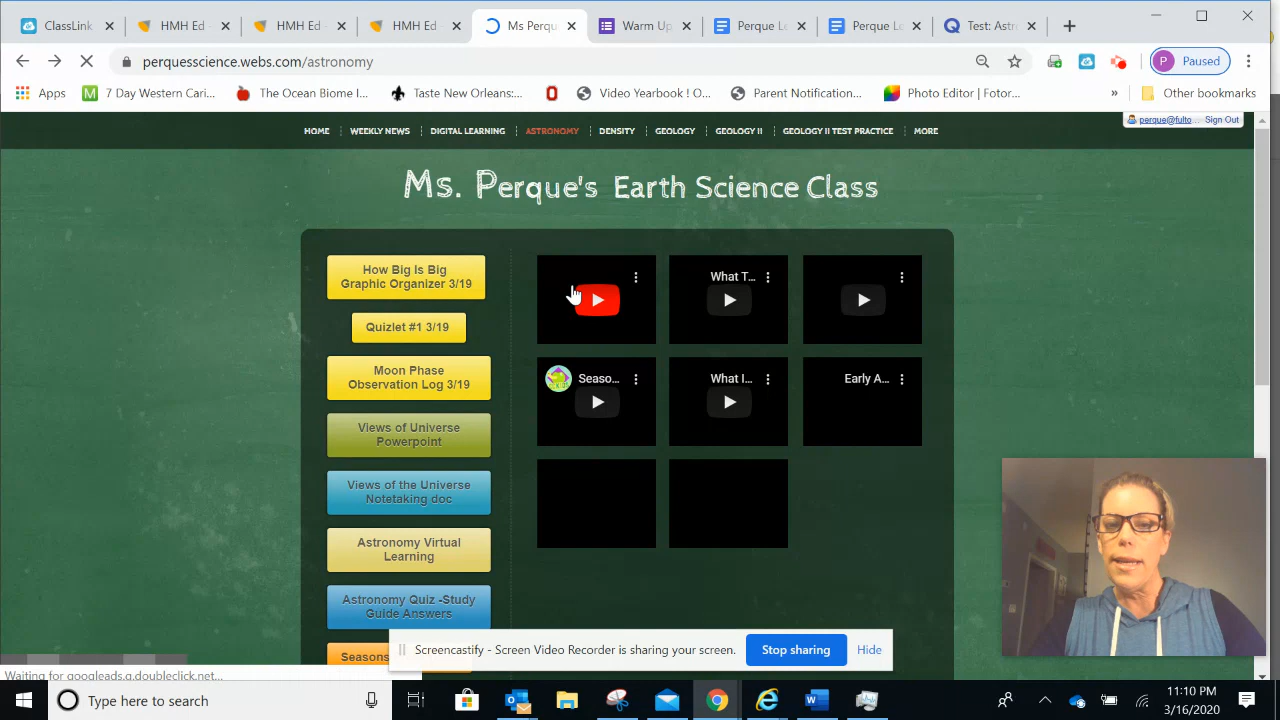 ClassLink
HMH Ed -
HMH Ed -
HMH Ed -
Ms Perqu
Warm Up
Perque Le
Perque Le
Test: Astr
perquesscience.webs.com/astronomy
P Paused
Apps
M 7 Day Western Cari...
The Ocean Biome I...
Taste New Orleans:...
Video Yearbook ! O...
Parent Notification...
Photo Editor | Fotor...
»
Other bookmarks
HOME
WEEKLY NEWS
DIGITAL LEARNING
ASTRONOMY
DENSITY
GEOLOGY
GEOLOGY II
GEOLOGY II TEST PRACTICE
MORE
perque@fulto... Sign Out
Ms. Perque's Earth Science Class
How Big Is Big
Graphic Organizer 3/19
Quizlet #1 3/19
Moon Phase
Observation Log 3/19
Views of Universe
Powerpoint
Views of the Universe
Notetaking doc
Astronomy Virtual
Learning
Astronomy Quiz -Study
Guide Answers
Seasons
What T...
Seaso...
What I...
Early A...
Screencastify - Screen Video Recorder is sharing your screen.
Stop sharing
Hide
Waiting for googleads.g.doubleclick.net...
Type here to search
11:10 PM
3/16/2020